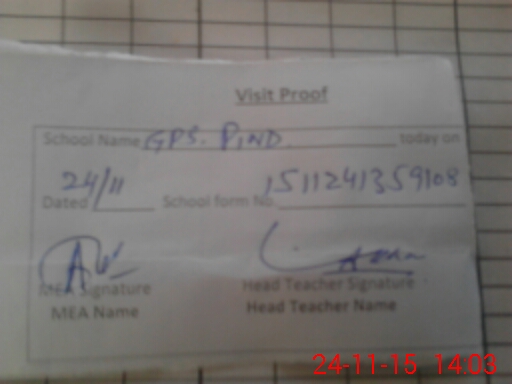 Visit Proof
School Name GPS. PIND today on
Dated 24/11 School form No. 1511241359108
MEA Signature Head Teacher Signature
MEA Name Head Teacher Name
24-11-15 14:03